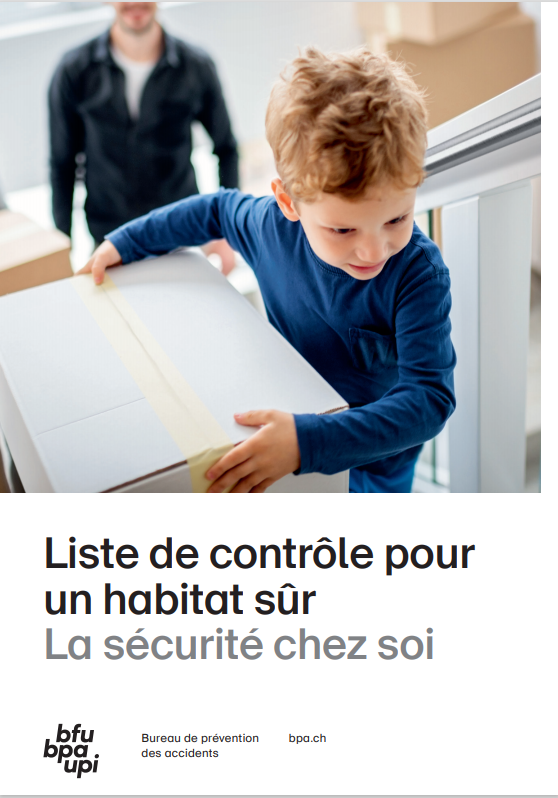 Liste de contrôle pour
un habitat sûr
La sécurité chez soi
bfu
bpa
upi
Bureau de prévention
des accidents
bpa.ch